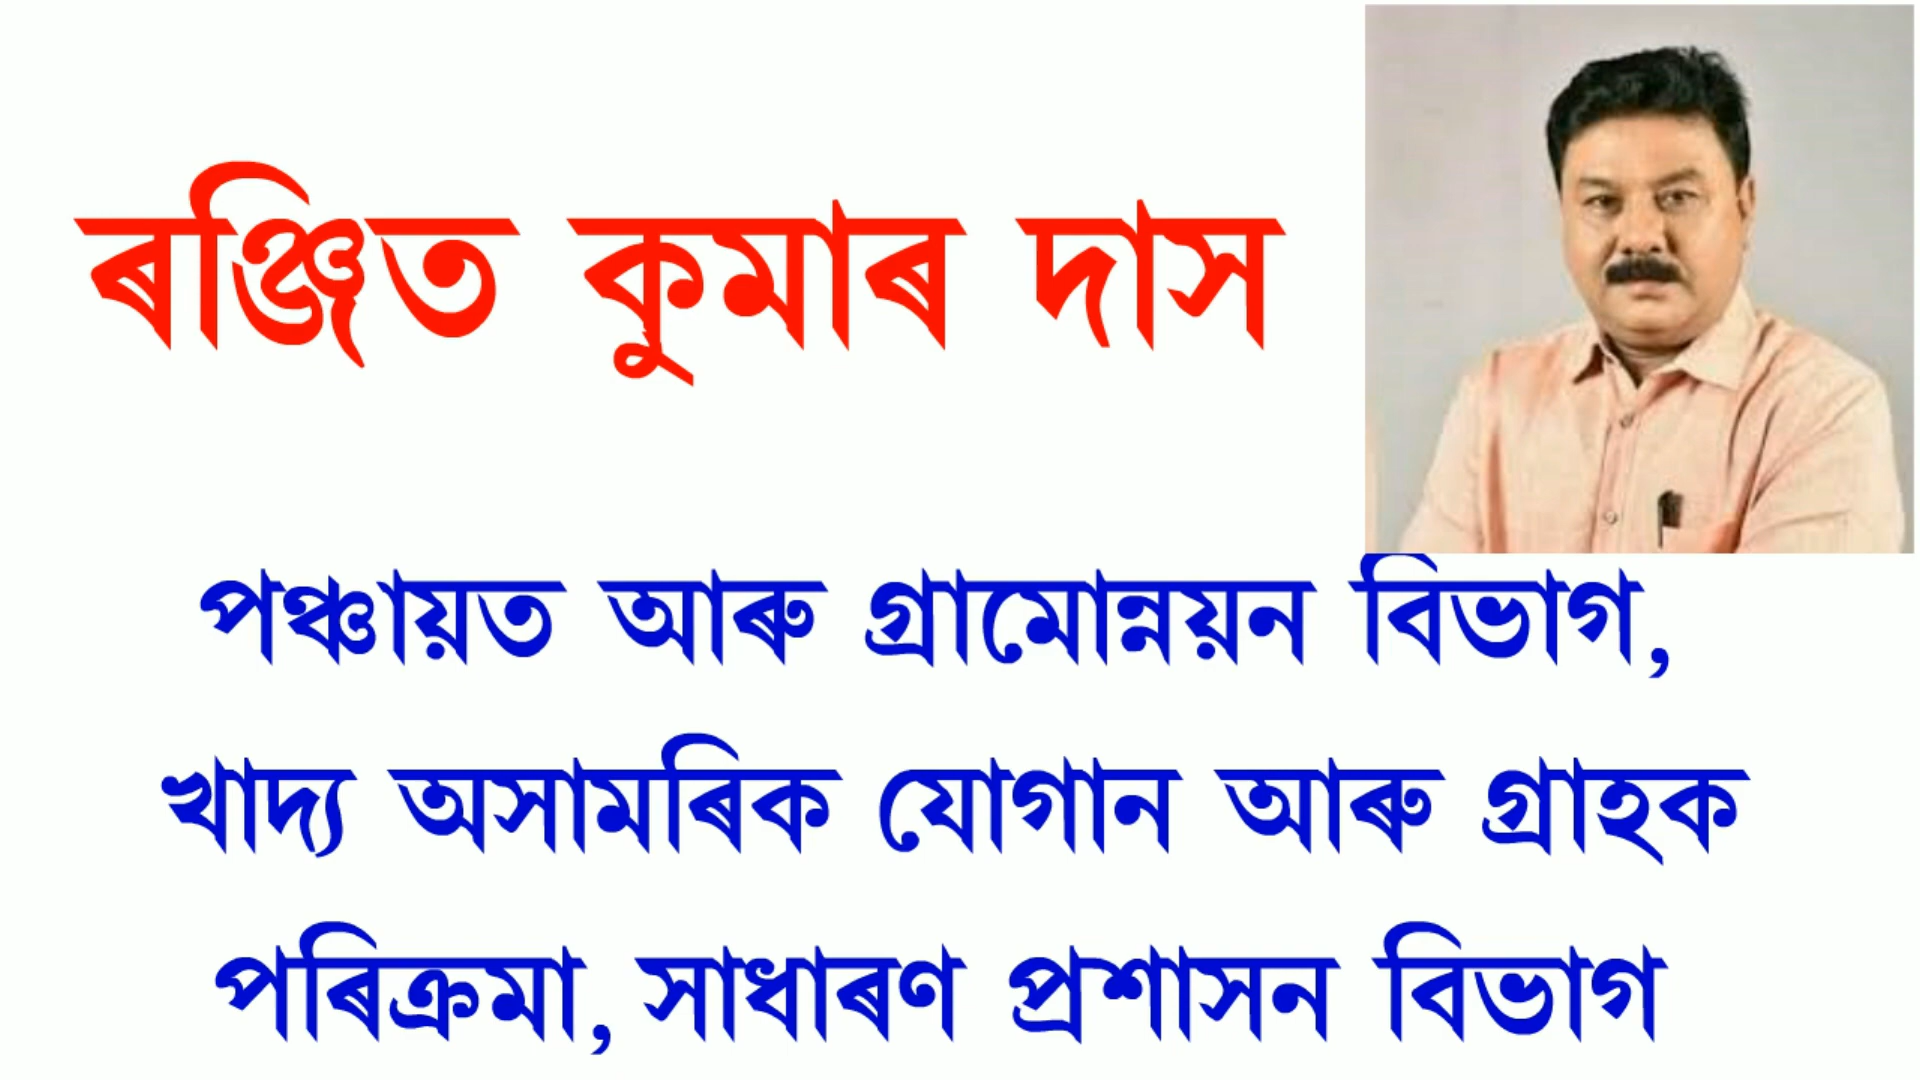 ৰঞ্জিত কুমাৰ দাস
পঞ্চায়ত আৰু গ্ৰামোন্নয়ন বিভাগ,
খাদ্য অসামৰিক যোগান আৰু গ্ৰাহক
পৰিক্ৰমা, সাধাৰণ প্ৰশাসন বিভাগ